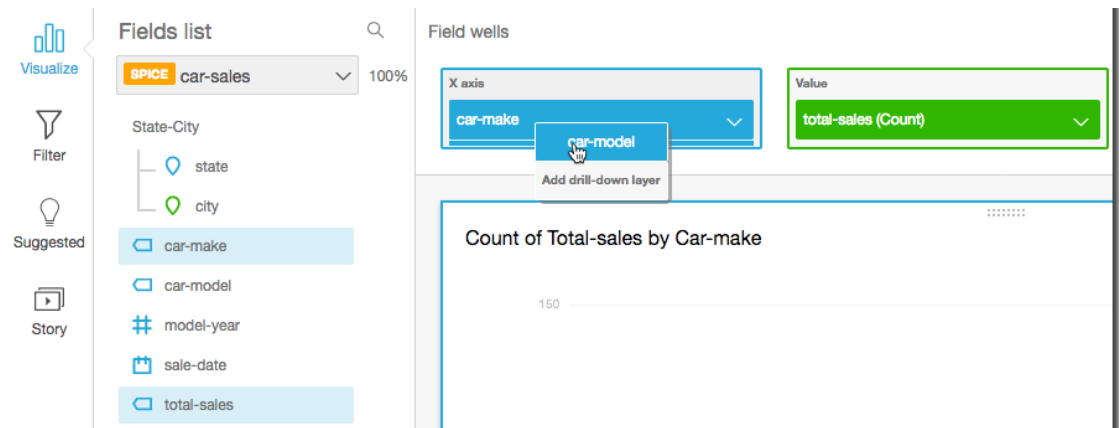 Visualize
Filter
Suggested
Story
Fields list
SPICE car-sales
100%
State-City
state
city
car-make
car-model
model-year
sale-date
total-sales
Field wells
X axis
car-make
car-model
Add drill-down layer
Value
total-sales (Count)
Count of Total-sales by Car-make
150